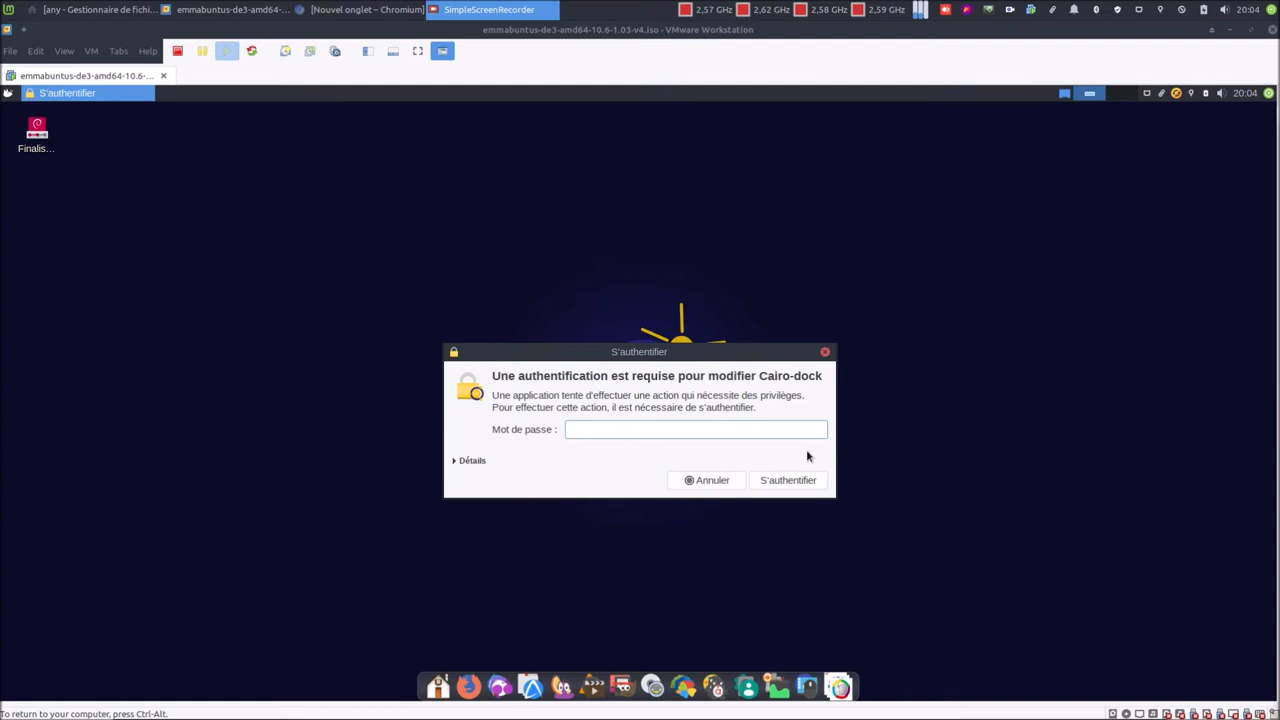 [any - Gestionnaire de fichi...
emmabuntus-de3-amd64-...
[Nouvel onglet – Chromium]
SimpleScreenRecorder
2,57 GHz
2,62 GHz
2,58 GHz
2,59 GHz
20:04
emmabuntus-de3-amd64-10.6-1.03-v4.iso - VMware Workstation
File Edit View VM Tabs Help
emmabuntus-de3-amd64-10.6-...
S'authentifier
20:04
Finalis...
S'authentifier
Une authentification est requise pour modifier Cairo-dock
Une application tente d'effectuer une action qui nécessite des privilèges.
Pour effectuer cette action, il est nécessaire de s'authentifier.
Mot de passe :
Détails
Annuler
S'authentifier
To return to your computer, press Ctrl-Alt.